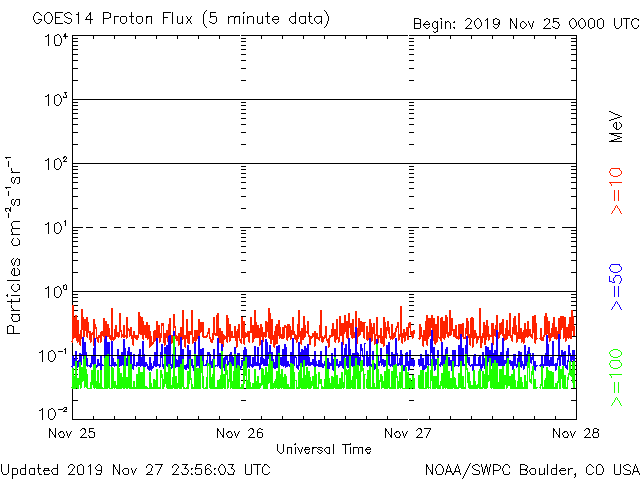 GOES14 Proton Flux (5 minute data)
Begin: 2019 Nov 25 0000 UTC
Particles cm⁻²s⁻¹sr⁻¹
10⁴
10³
10²
10¹
10⁰
10⁻¹
10⁻²
MeV
>=10
>=50
>=100
Nov 25
Nov 26
Nov 27
Nov 28
Universal Time
Updated 2019 Nov 27 23:56:03 UTC
NOAA/SWPC Boulder, CO USA